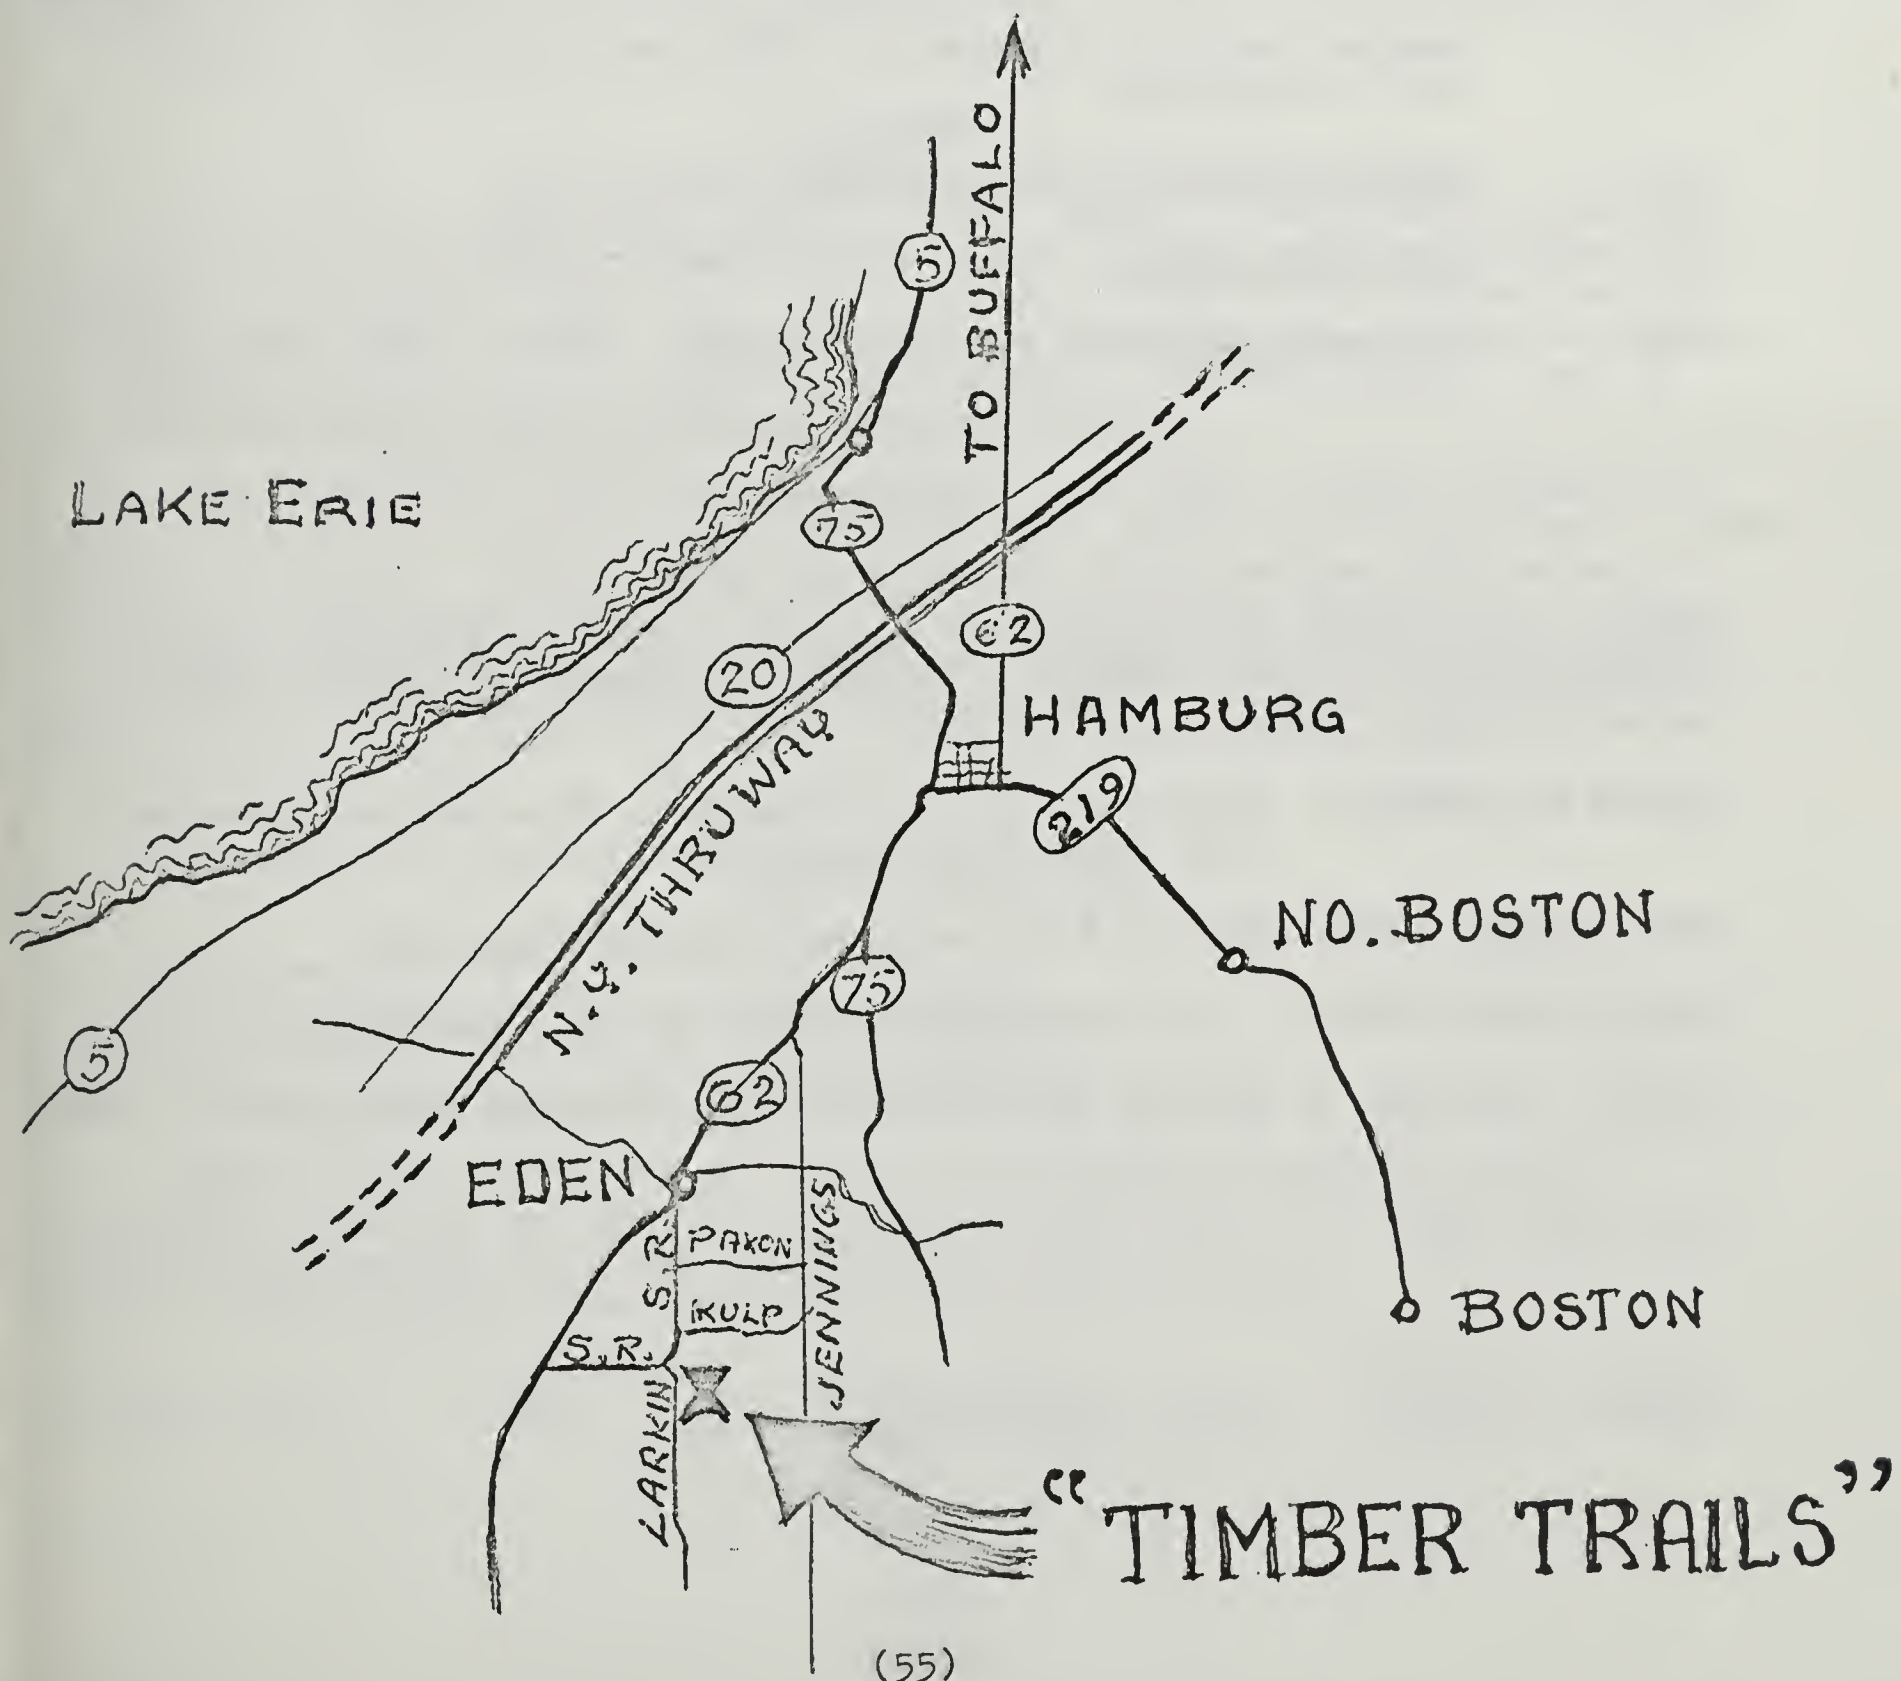 TO BUFFALO
5
LAKE ERIE
75
62
20
HAMBURG
N.Y. THRUWAY
219
NO. BOSTON
75
5
62
EDEN
S.R.
PAXON
JENNINGS
KULP
S.R.
BOSTON
LARKIN
"TIMBER TRAILS"
(55)